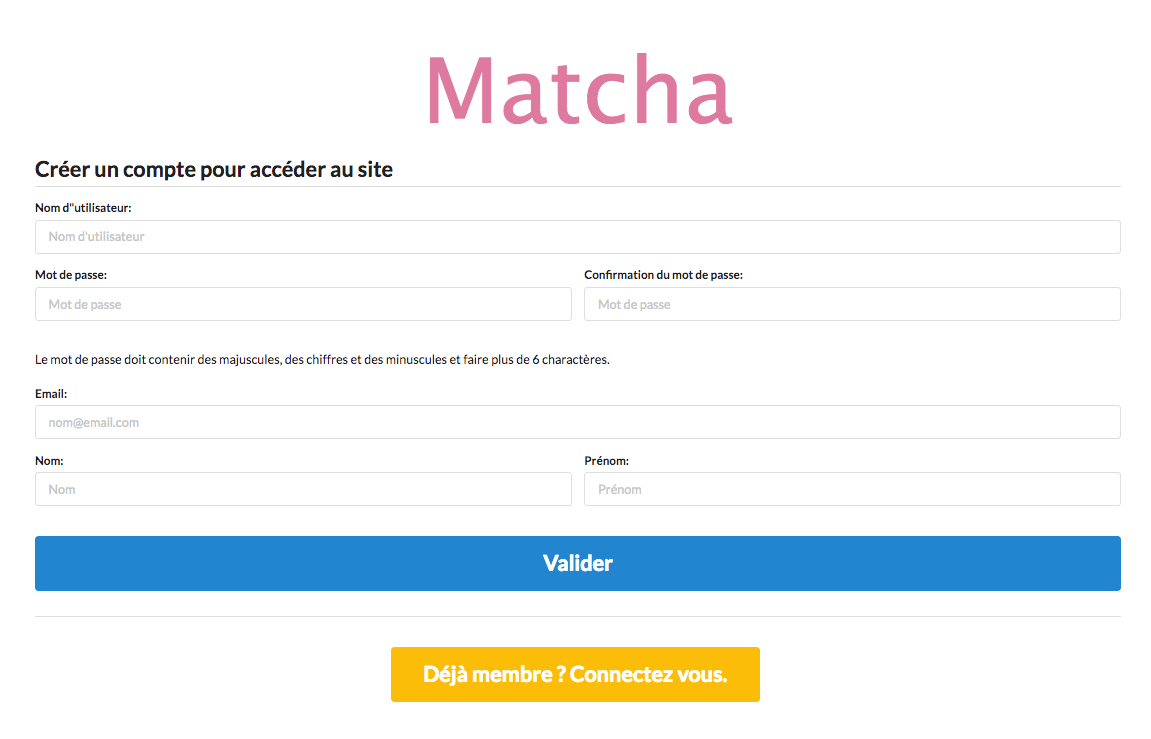 Matcha
Créer un compte pour accéder au site
Nom d"utilisateur:
Nom d'utilisateur
Mot de passe: Confirmation du mot de passe:
Mot de passe Mot de passe
Le mot de passe doit contenir des majuscules, des chiffres et des minuscules et faire plus de 6 charactères.
Email:
nom@email.com
Nom: Prénom:
Nom Prénom
Valider
Déjà membre ? Connectez vous.